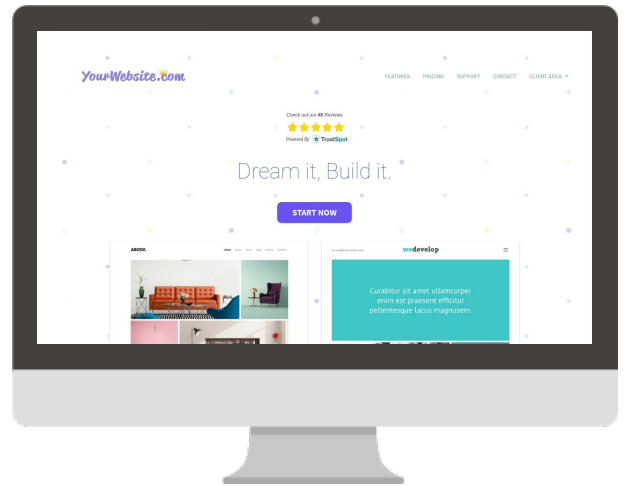 YourWebsite.com
FEATURES PRICING SUPPORT CONTACT CLIENT AREA
Check out our 48 Reviews
Powered By TrustSpot
Dream it, Build it.
START NOW
ABODE.
wedevelop
Curabitur sit amet ullamcorper
enim est praesent efficitur
pellentesque lacus magnusem.